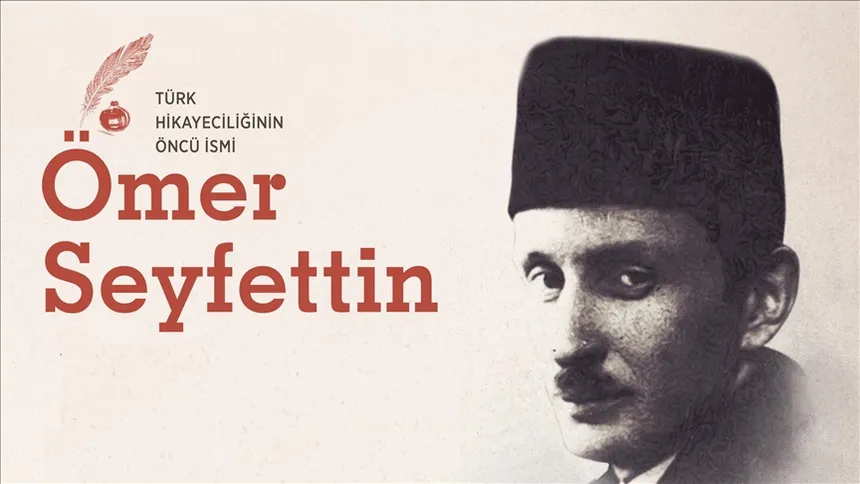 TÜRK
HİKAYECİLİĞİNİN
ÖNCÜ İSMİ
Ömer
Seyfettin